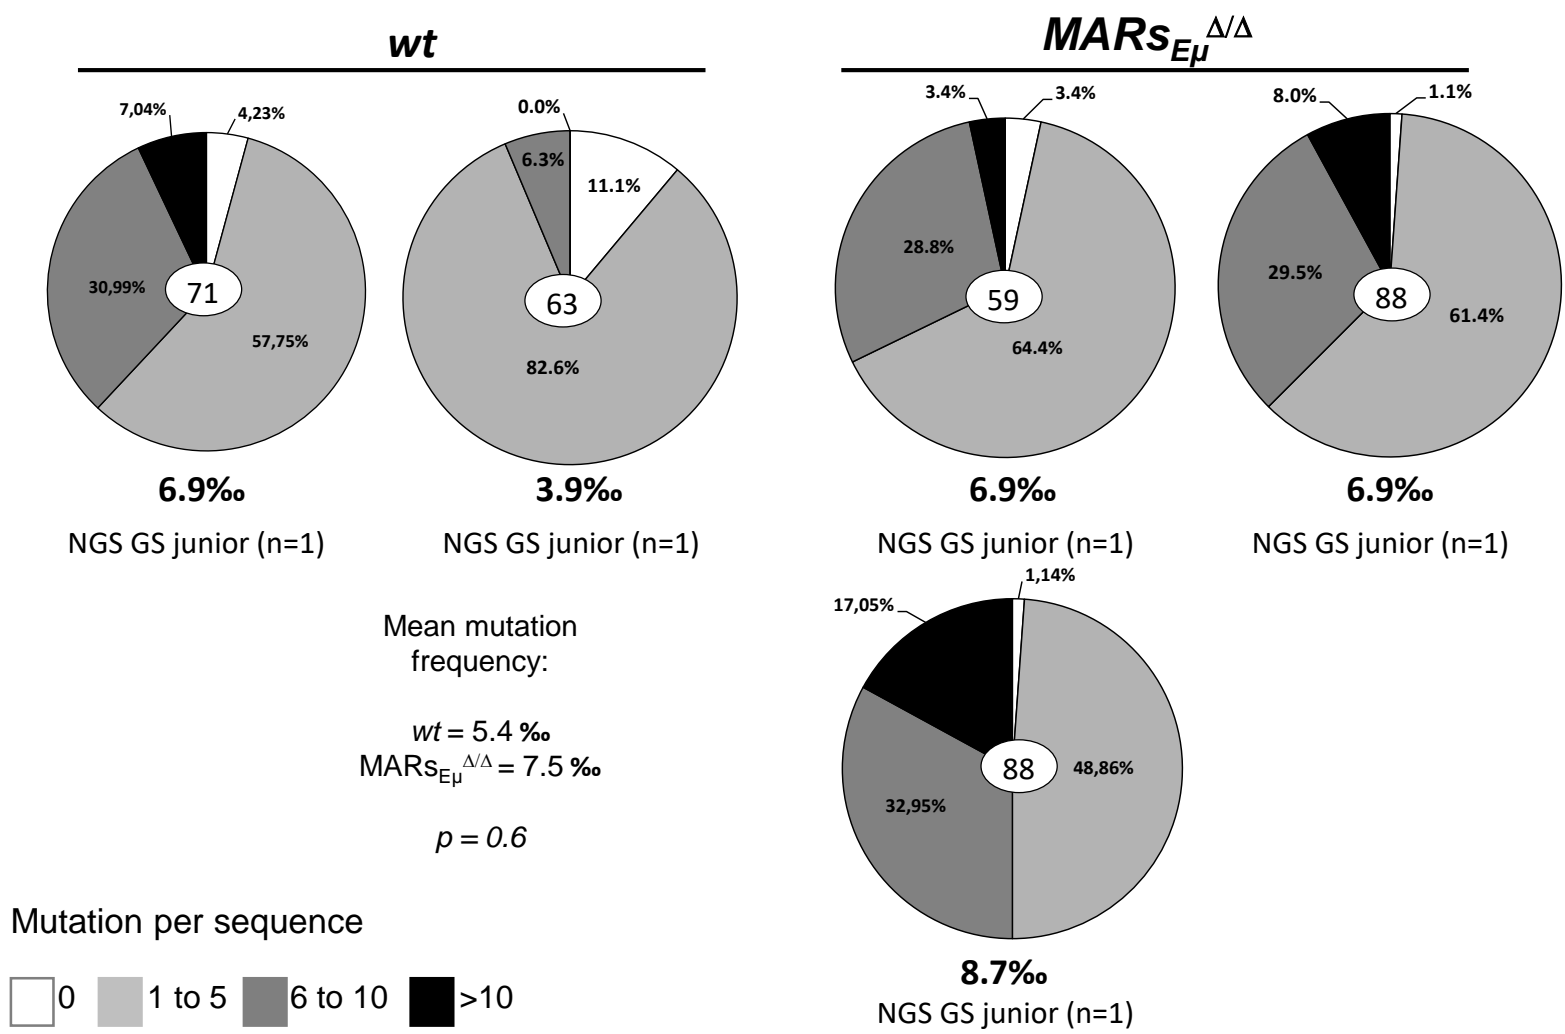 wt
MARsEμΔ/Δ
7,04%
4,23%
30,99%
57,75%
71
6.9‰
NGS GS junior (n=1)
0.0%
6.3%
11.1%
63
82.6%
3.9‰
NGS GS junior (n=1)
3.4%
3.4%
28.8%
59
64.4%
6.9‰
NGS GS junior (n=1)
8.0%
1.1%
29.5%
88
61.4%
6.9‰
NGS GS junior (n=1)
17,05%
1,14%
88
48,86%
32,95%
8.7‰
NGS GS junior (n=1)
Mean mutation
frequency:
wt = 5.4 ‰
MARsEμΔ/Δ = 7.5 ‰
p = 0.6
Mutation per sequence
0 1 to 5 6 to 10 >10